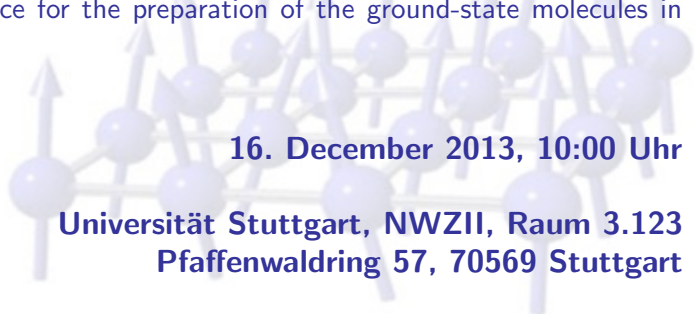 ce for the preparation of the ground-state molecules in
16. December 2013, 10:00 Uhr
Universität Stuttgart, NWZII, Raum 3.123
Pfaffenwaldring 57, 70569 Stuttgart